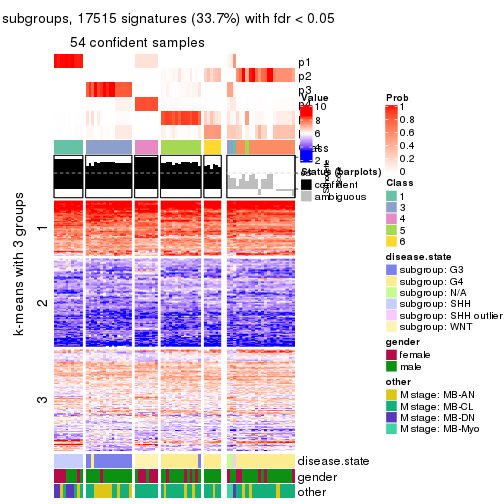 subgroups, 17515 signatures (33.7%) with fdr < 0.05
54 confident samples
p1
p2
p3
Value
10
8
6
4
2
Prob
1
0.8
0.6
0.4
0.2
0
Status (barplots)
confident
ambiguous
Class
1
3
4
5
6
k-means with 3 groups
1
2
3
disease.state
subgroup: G3
subgroup: G4
subgroup: N/A
subgroup: SHH
subgroup: SHH outlier
subgroup: WNT
gender
female
male
other
M stage: MB-AN
M stage: MB-CL
M stage: MB-DN
M stage: MB-Myo
disease.state
gender
other